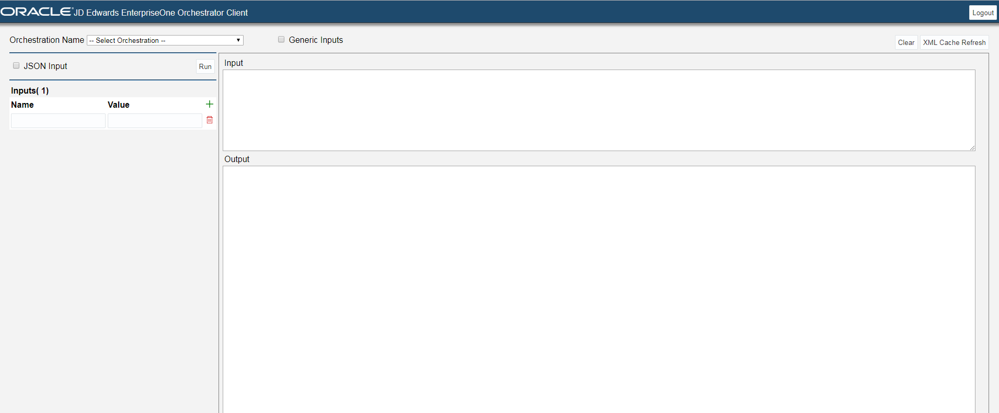 ORACLE® JD Edwards EnterpriseOne Orchestrator Client
Logout
Orchestration Name -- Select Orchestration --
Generic Inputs
Clear XML Cache Refresh
JSON Input
Run
Inputs( 1)
Name Value
Input
Output